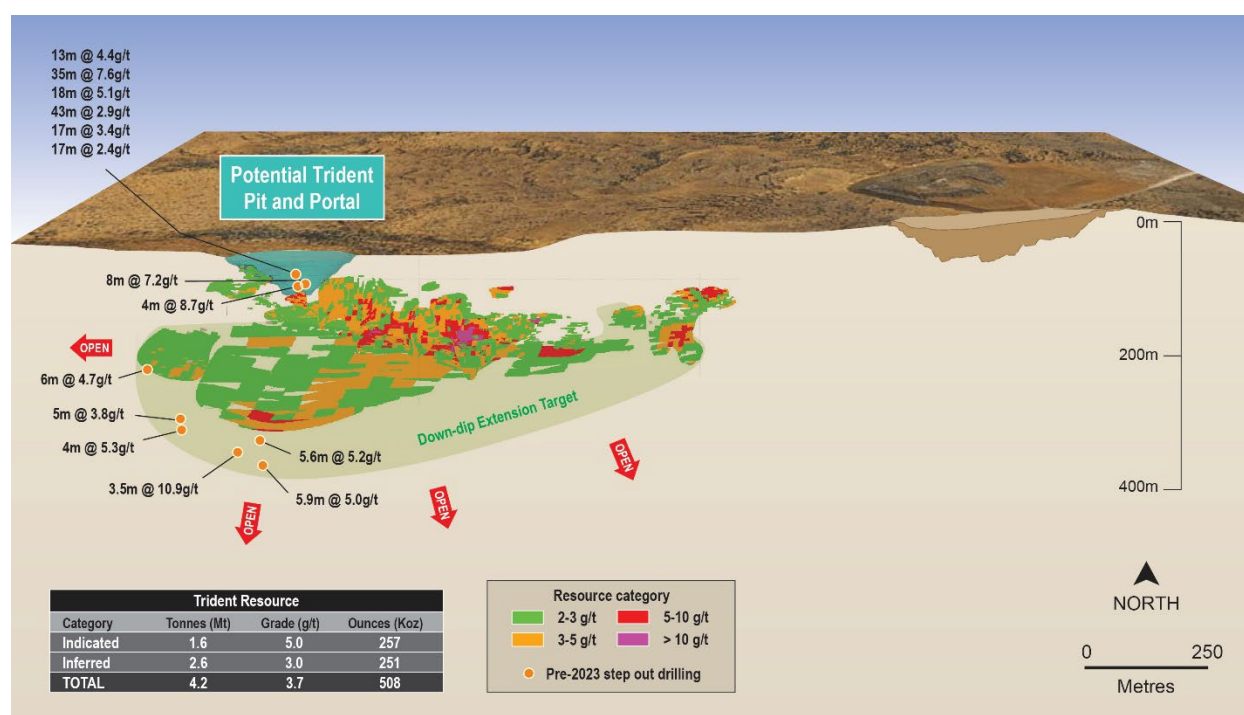 13m @ 4.4g/t
35m @ 7.6g/t
18m @ 5.1g/t
43m @ 2.9g/t
17m @ 3.4g/t
17m @ 2.4g/t
Potential Trident
Pit and Portal
0m
8m @ 7.2g/t
4m @ 8.7g/t
OPEN
200m
6m @ 4.7g/t
5m @ 3.8g/t
Down-dip Extension Target
4m @ 5.3g/t
5.6m @ 5.2g/t
OPEN
3.5m @ 10.9g/t
5.9m @ 5.0g/t
400m
OPEN
OPEN
Trident Resource
Category Tonnes (Mt) Grade (g/t) Ounces (Koz)
Indicated 1.6 5.0 257
Inferred 2.6 3.0 251
TOTAL 4.2 3.7 508
Resource category
2-3 g/t 5-10 g/t
3-5 g/t > 10 g/t
Pre-2023 step out drilling
NORTH
0 250
Metres